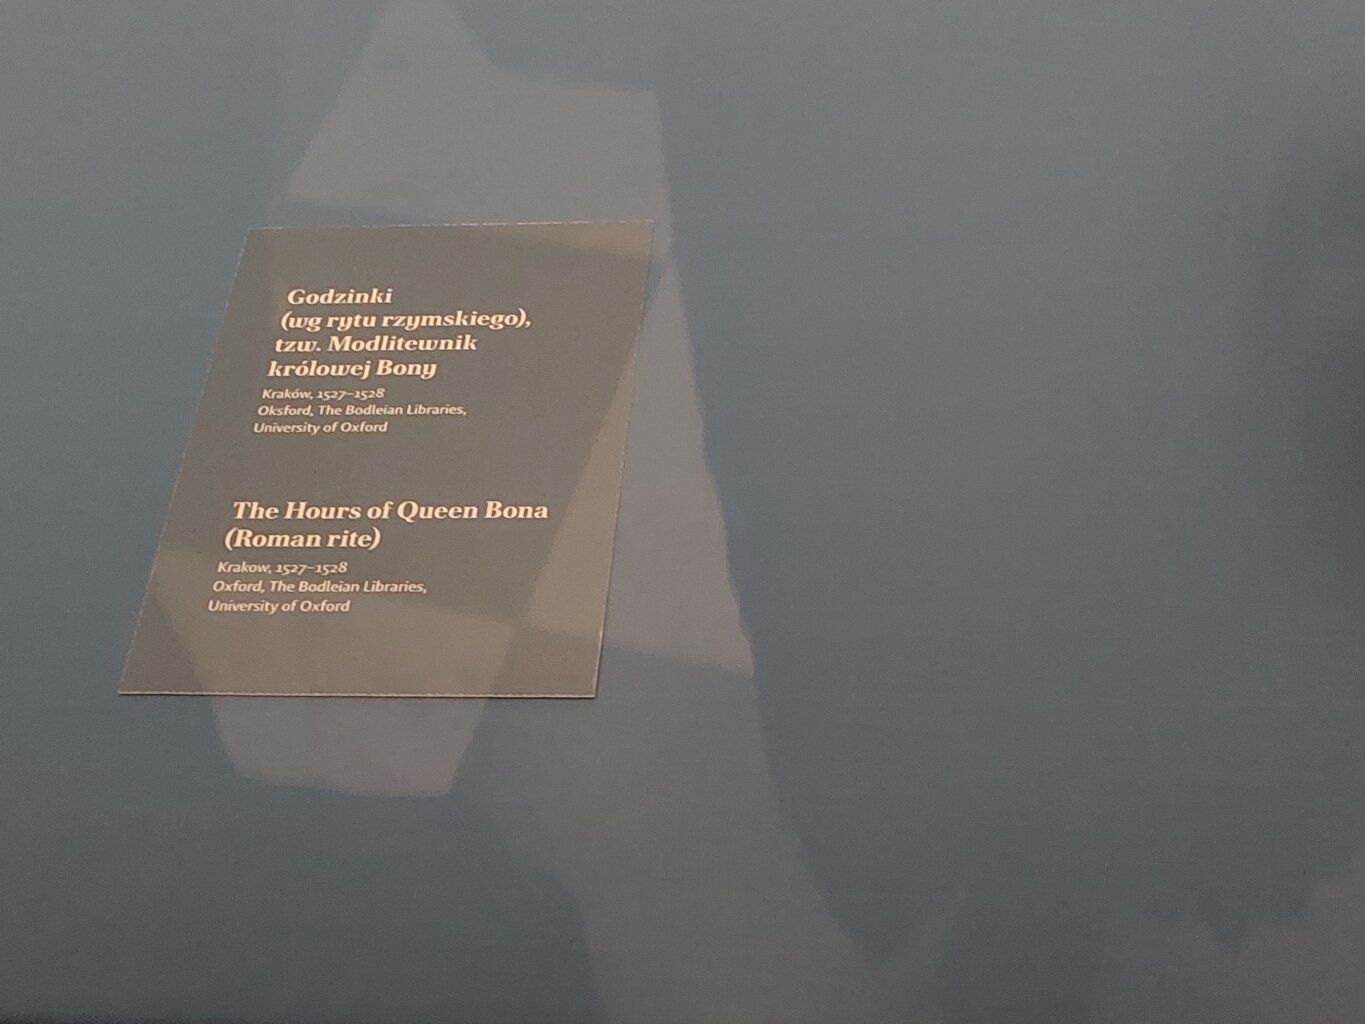 Godzinki
(wg rytu rzymskiego),
tzw. Modlitewnik
królowej Bony
Kraków, 1527–1528
Oksford, The Bodleian Libraries,
University of Oxford
The Hours of Queen Bona
(Roman rite)
Krakow, 1527–1528
Oxford, The Bodleian Libraries,
University of Oxford